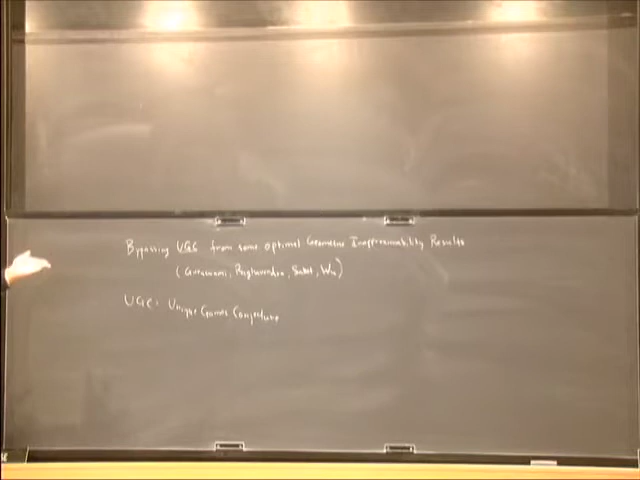 Bypassing UGC from some optimal Geometric Inapproximability Results
(Guruswami, Raghavendra, Saket, Wu)
UGC: Unique Games Conjecture